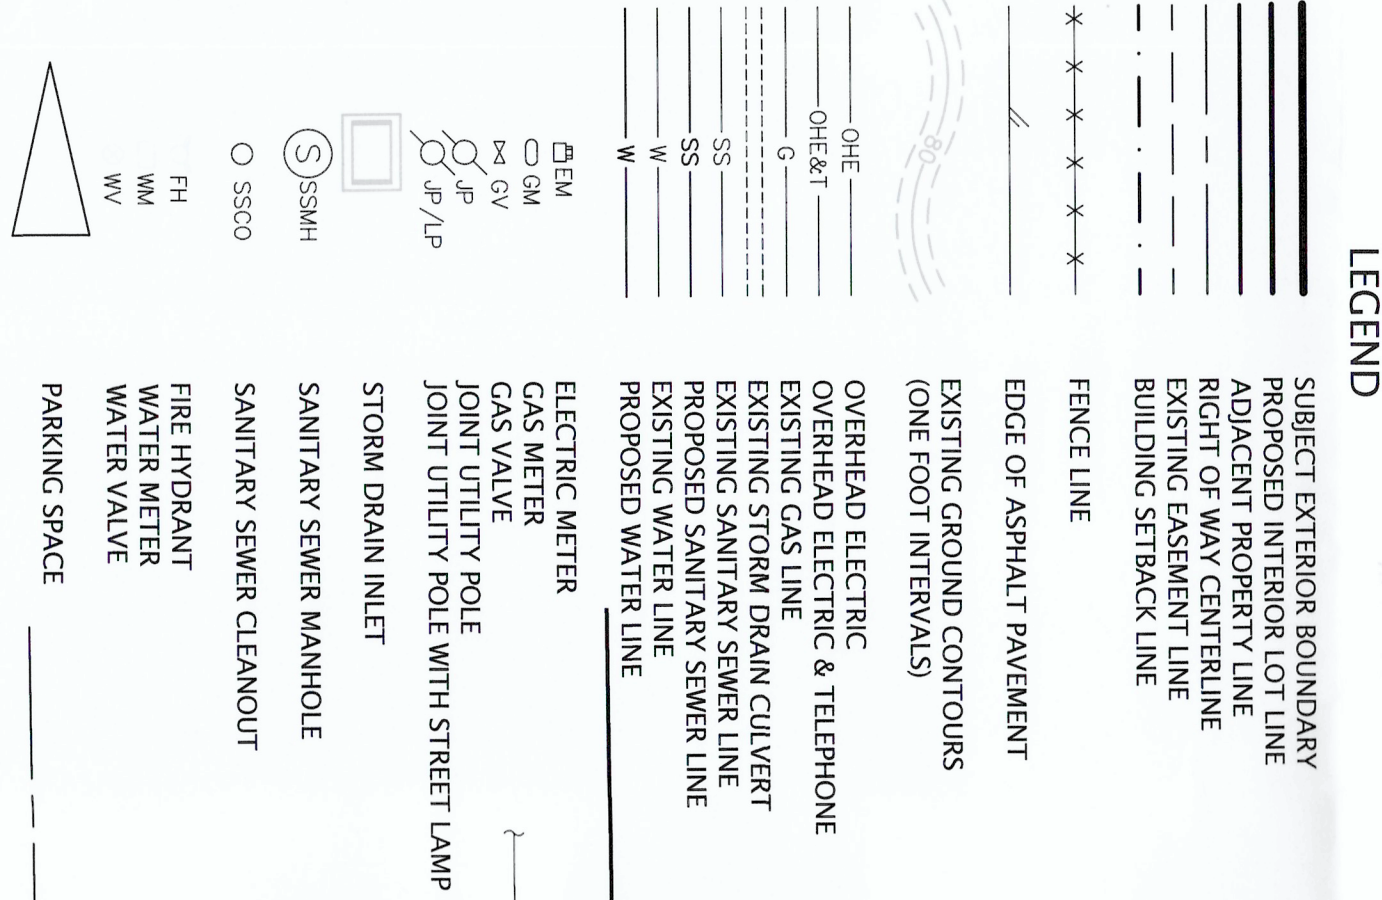 LEGEND
SUBJECT EXTERIOR BOUNDARY
PROPOSED INTERIOR LOT LINE
ADJACENT PROPERTY LINE
RIGHT OF WAY CENTERLINE
EXISTING EASEMENT LINE
BUILDING SETBACK LINE
FENCE LINE
EDGE OF ASPHALT PAVEMENT
80 EXISTING GROUND CONTOURS
(ONE FOOT INTERVALS)
OHE OVERHEAD ELECTRIC
OHE&T OVERHEAD ELECTRIC & TELEPHONE
G EXISTING GAS LINE
EXISTING STORM DRAIN CULVERT
SS EXISTING SANITARY SEWER LINE
SS PROPOSED SANITARY SEWER LINE
W EXISTING WATER LINE
W PROPOSED WATER LINE
EM ELECTRIC METER
GM GAS METER
GV GAS VALVE
JP JOINT UTILITY POLE
JP/LP JOINT UTILITY POLE WITH STREET LAMP
STORM DRAIN INLET
S SSMH SANITARY SEWER MANHOLE
SSCO SANITARY SEWER CLEANOUT
FH FIRE HYDRANT
WM WATER METER
WV WATER VALVE
PARKING SPACE